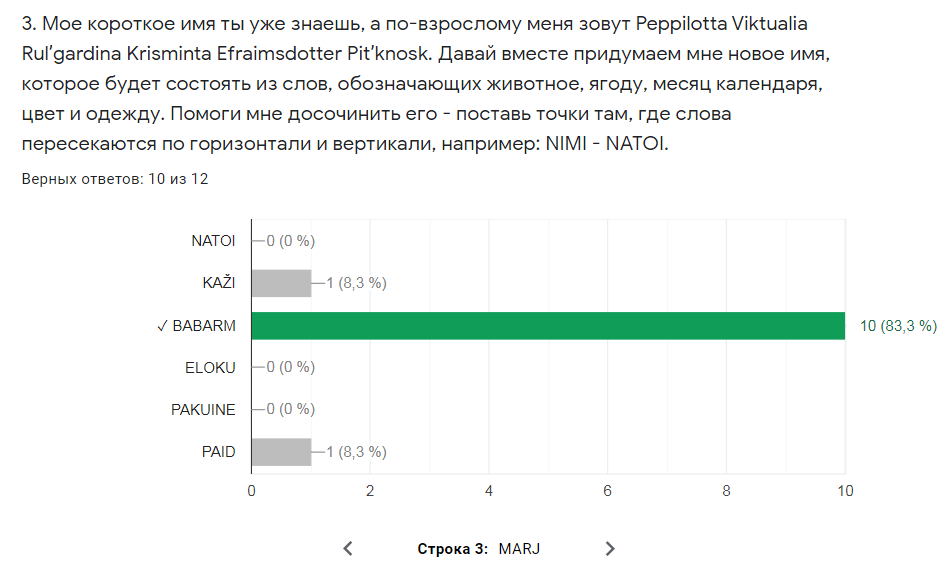 3. Мое короткое имя ты уже знаешь, а по-взрослому меня зовут Peppilotta Viktualia
Rul’gardina Krisminta Efraimsdotter Pit’knosk. Давай вместе придумаем мне новое имя,
которое будет состоять из слов, обозначающих животное, ягоду, месяц календаря,
цвет и одежду. Помоги мне досочинить его - поставь точки там, где слова
пересекаются по горизонтали и вертикали, например: NIMI - NATOI.
Верных ответов: 10 из 12
NATOI 0 (0 %)
KAŽI 1 (8,3 %)
✓ BABARM 10 (83,3 %)
ELOKU 0 (0 %)
PAKUINE 0 (0 %)
PAID 1 (8,3 %)
0 2 4 6 8 10
Строка 3: MARJ